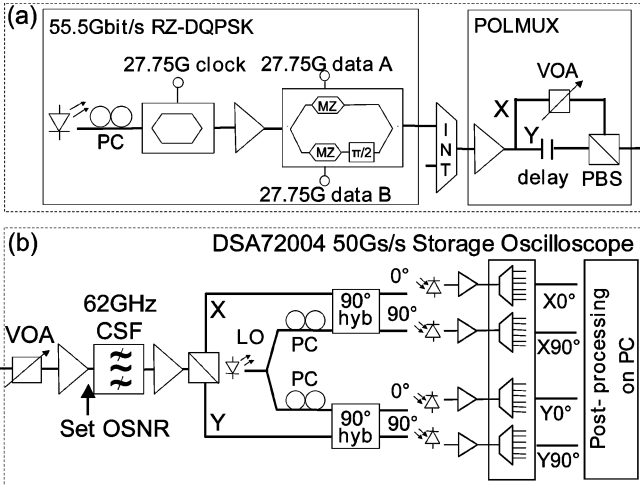 (a)
55.5Gbit/s RZ-DQPSK
POLMUX
27.75G clock
27.75G data A
VOA
MZ
X
PC
I
N
T
Y
MZ
π/2
delay
PBS
27.75G data B
(b)
DSA72004 50Gs/s Storage Oscilloscope
62GHz
CSF
VOA
X
LO
PC
90°
hyb
0°
90°
X0°
X90°
PC
Set OSNR
Y
90°
hyb
0°
90°
Y0°
Y90°
Post- processing
on PC